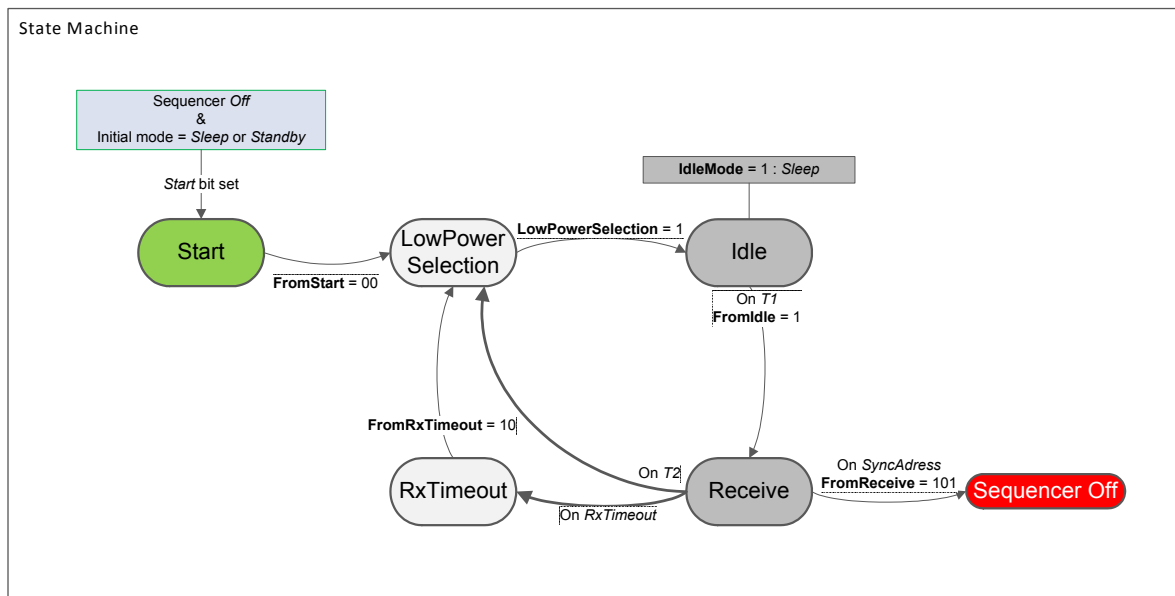 State Machine
Sequencer Off
&
Initial mode = Sleep or Standby
Start bit set
IdleMode = 1 : Sleep
Start
LowPower
Selection
LowPowerSelection = 1
Idle
FromStart = 00
On T1
FromIdle = 1
FromRxTimeout = 10
On T2
RxTimeout
On RxTimeout
Receive
On SyncAdress
FromReceive = 101
Sequencer Off